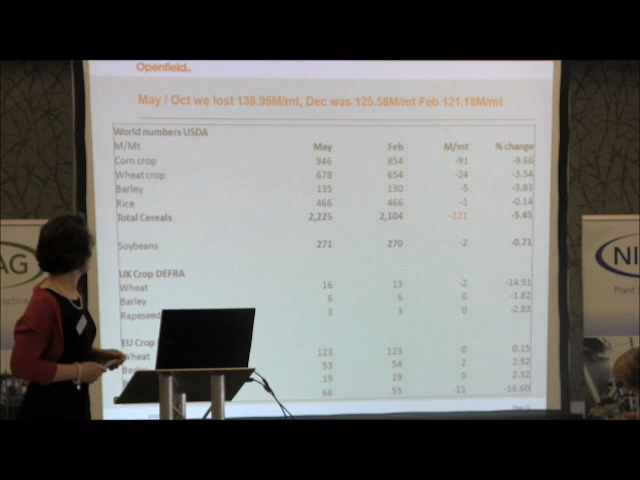 Openfield
May / Oct we lost 138.95M/mt, Dec was 125.58M/mt Feb 121.18M/mt
World numbers USDA
M/Mt May Feb M/mt % change
Corn crop 946 854 -91 -9.66
Wheat crop 678 654 -24 -3.54
Barley 135 130 -5 -3.83
Rice 466 466 -1 -0.14
Total Cereals 2,225 2,104 -121 -5.45
Soybeans 271 270 -2 -0.71
UK Crop DEFRA
Wheat 16 13 -2 -14.91
Barley 6 6 0 -1.82
Rapeseed 3 3 0 -2.83
EU Crop
Wheat 123 123 0 0.15
53 54 2 2.92
19 19 0 2.32
66 55 -11 -16.60
AG
NI
Plant